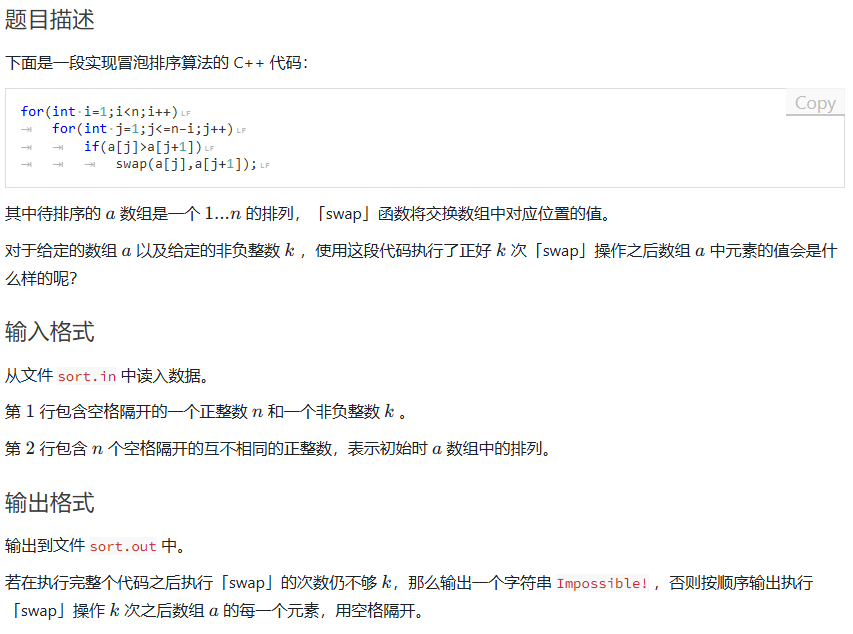 题目描述
下面是一段实现冒泡排序算法的 C++ 代码：
Copy
for(int·i=1;i<n;i++)LF
→ for(int·j=1;j<=n-i;j++)LF
→ → if(a[j]>a[j+1])LF
→ → → swap(a[j],a[j+1]);LF
其中待排序的 a 数组是一个 1...n 的排列，「swap」函数将交换数组中对应位置的值。
对于给定的数组 a 以及给定的非负整数 k ，使用这段代码执行了正好 k 次「swap」操作之后数组 a 中元素的值会是什
么样的呢？
输入格式
从文件 sort.in 中读入数据。
第 1 行包含空格隔开的一个正整数 n 和一个非负整数 k 。
第 2 行包含 n 个空格隔开的互不相同的正整数，表示初始时 a 数组中的排列。
输出格式
输出到文件 sort.out 中。
若在执行完整个代码之后执行「swap」的次数仍不够 k，那么输出一个字符串 Impossible! ，否则按顺序输出执行
「swap」操作 k 次之后数组 a 的每一个元素，用空格隔开。